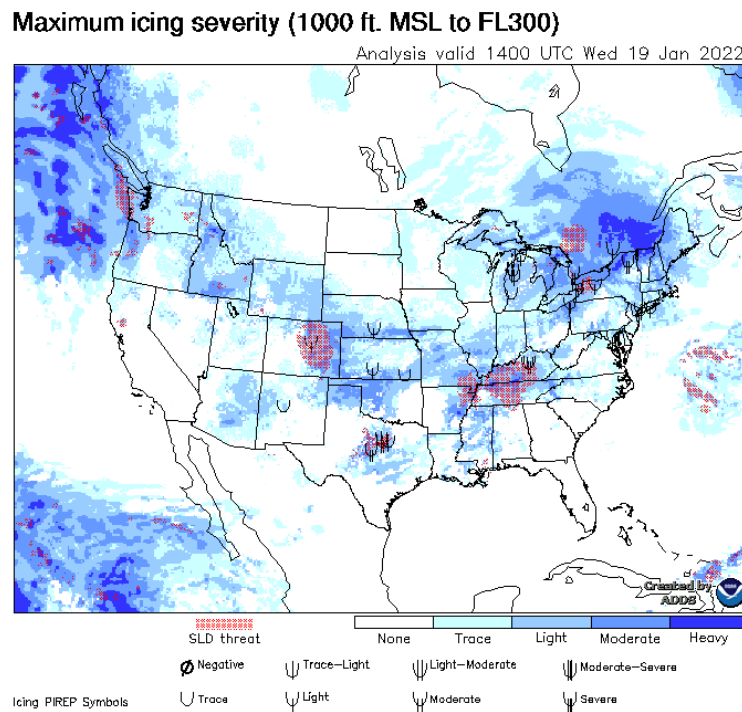 Maximum icing severity (1000 ft. MSL to FL300)
Analysis valid 1400 UTC Wed 19 Jan 2022
Created by
ADDS
SLD threat
None Trace Light Moderate Heavy
Negative Trace-Light Light-Moderate Moderate-Severe
Icing PIREP Symbols Trace Light Moderate Severe